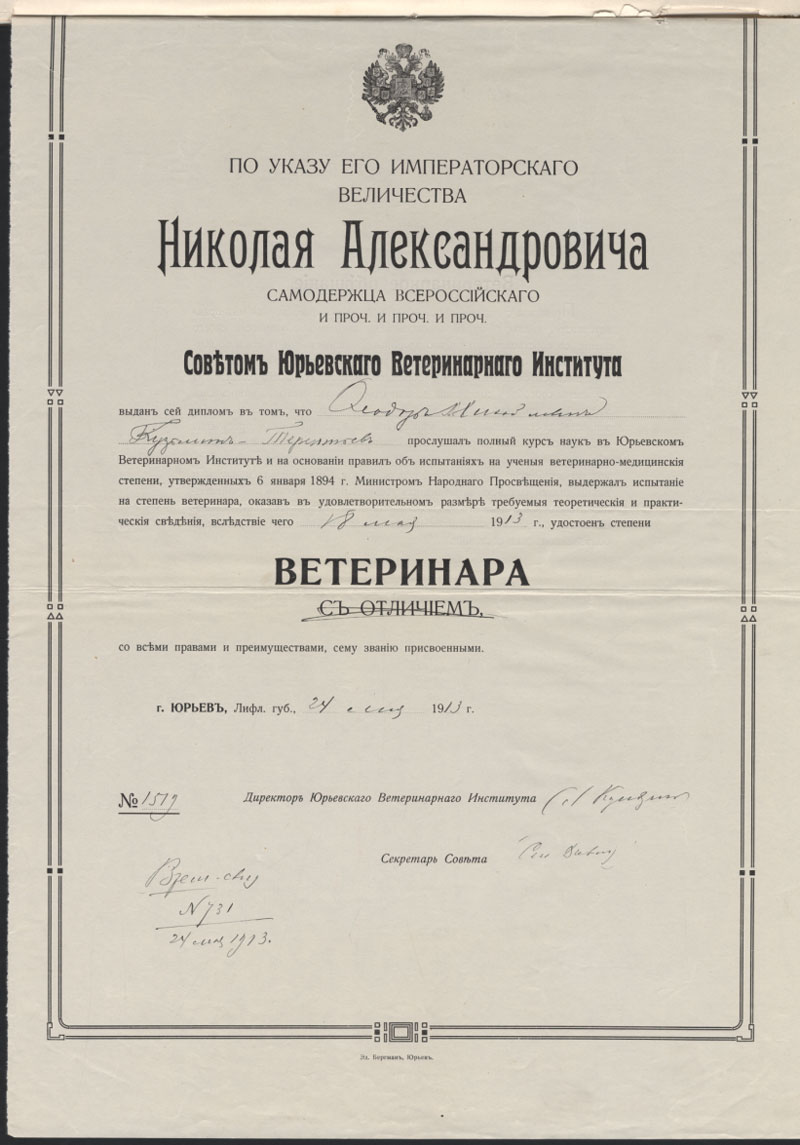 ПО УКАЗУ ЕГО ИМПЕРАТОРСКАГО
ВЕЛИЧЕСТВА
Николая Александровича
САМОДЕРЖЦА ВСЕРОССІЙСКАГО
И ПРОЧ. И ПРОЧ. И ПРОЧ.
Совѣтомъ Юрьевскаго Ветеринарнаго Института
выданъ сей дипломъ въ томъ, что Ѳеодоръ
прослушалъ полный курсъ наукъ въ Юрьевскомъ
Ветеринарномъ Институтѣ и на основаніи правилъ объ испытаніяхъ на ученыя ветеринарно-медицинскія
степени, утвержденныхъ 6 января 1894 г. Министромъ Народнаго Просвѣщенія, выдержалъ испытаніе
на степень ветеринара, оказавъ въ удовлетворительномъ размѣрѣ требуемыя теоретическія и практи-
ческія свѣдѣнія, вслѣдствіе чего 18 мая 1913 г., удостоенъ степени
ВЕТЕРИНАРА
СЪ ОТЛИЧІЕМЪ,
со всѣми правами и преимуществами, сему званію присвоенными.
г. ЮРЬЕВЪ, Лифл. губ., 24 мая 1913 г.
№ 1519 Директоръ Юрьевскаго Ветеринарнаго Института
Секретарь Совѣта
N 731
24 мая 1913.
Эд. Бергманъ, Юрьевъ.